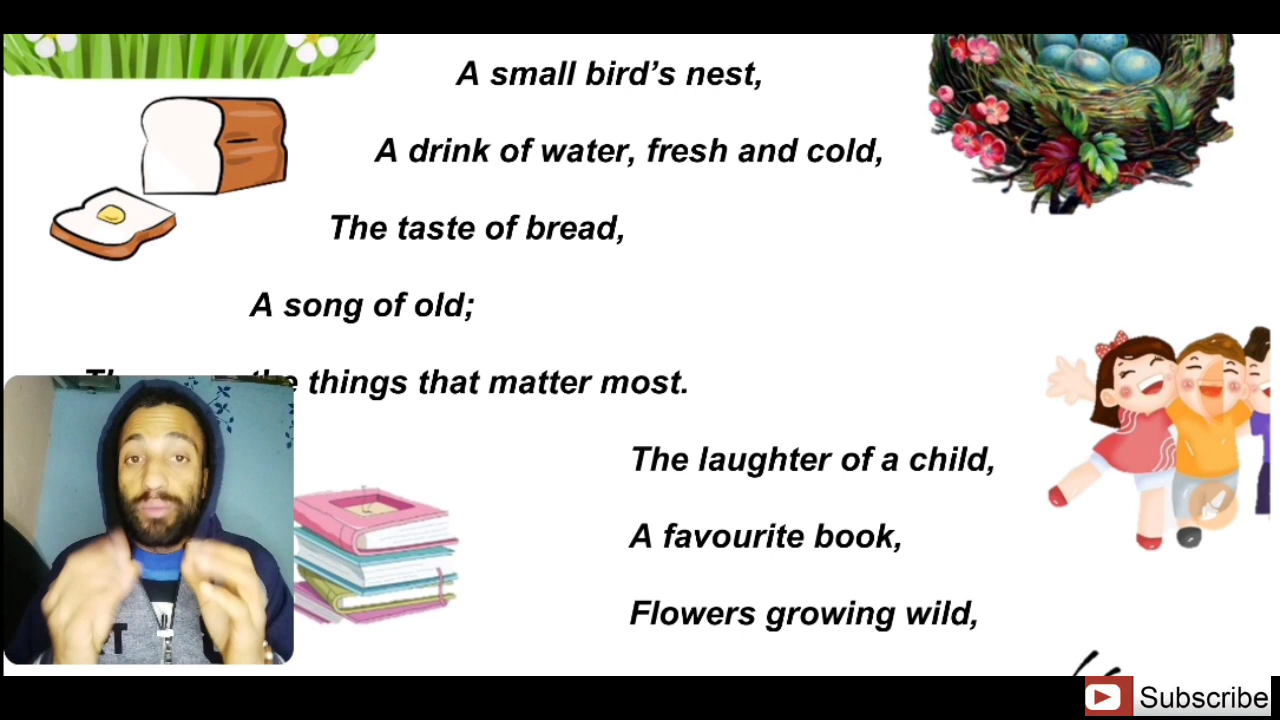 A small bird’s nest,
A drink of water, fresh and cold,
The taste of bread,
A song of old;
the things that matter most.
The laughter of a child,
A favourite book,
Flowers growing wild,
Subscribe